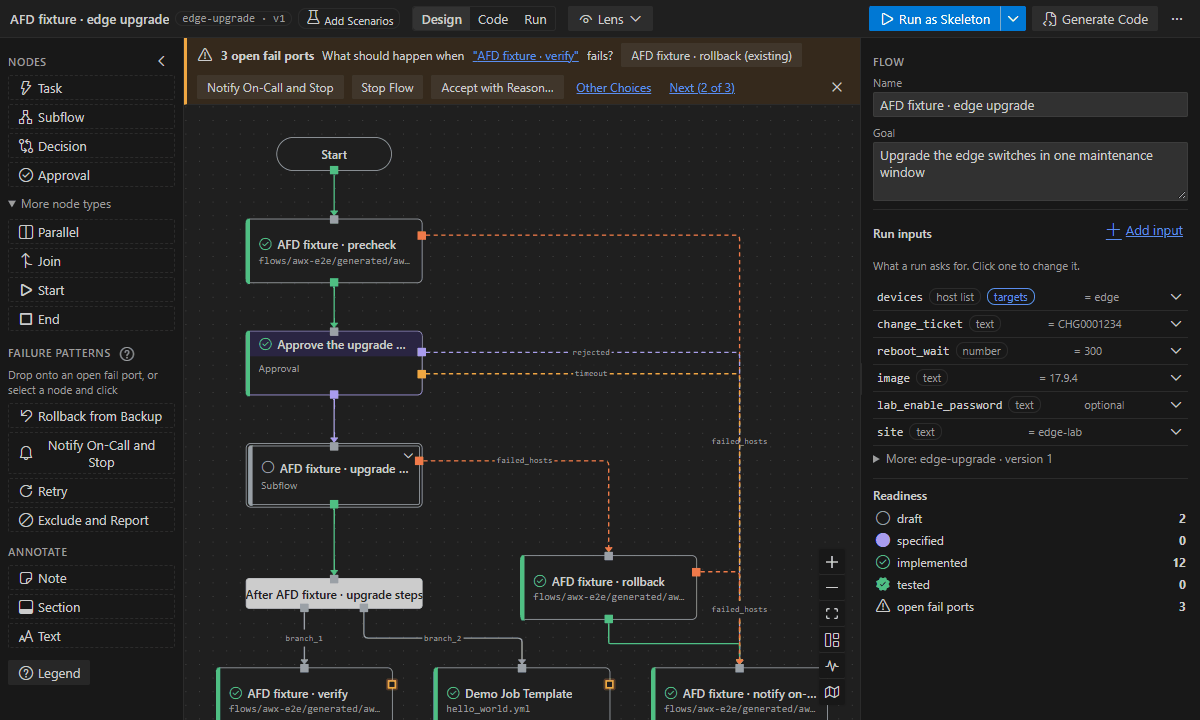 AFD fixture · edge upgrade
edge-upgrade · v1
Add Scenarios
Design
Code
Run
Lens
Run as Skeleton
Generate Code
NODES
Task
Subflow
Decision
Approval
More node types
Parallel
Join
Start
End
FAILURE PATTERNS
Drop onto an open fail port, or
select a node and click
Rollback from Backup
Notify On-Call and
Stop
Retry
Exclude and Report
ANNOTATE
Note
Section
Text
Legend
3 open fail ports What should happen when "AFD fixture · verify" fails? AFD fixture · rollback (existing)
Notify On-Call and Stop
Stop Flow
Accept with Reason...
Other Choices
Next (2 of 3)
Start
AFD fixture · precheck
flows/awx-e2e/generated/aw…
Approve the upgrade ...
Approval
rejected
timeout
failed_hosts
AFD fixture · upgrade ...
Subflow
failed_hosts
AFD fixture · rollback
flows/awx-e2e/generated/aw…
After AFD fixture · upgrade steps
failed_hosts
branch_1
branch_2
AFD fixture · verify
flows/awx-e2e/generated/aw…
Demo Job Template
hello_world.yml
AFD fixture · notify on-...
flows/awx-e2e/generated/aw…
FLOW
Name
AFD fixture · edge upgrade
Goal
Upgrade the edge switches in one maintenance
window
Run inputs
Add input
What a run asks for. Click one to change it.
devices host list targets = edge
change_ticket text = CHG0001234
reboot_wait number = 300
image text = 17.9.4
lab_enable_password text optional
site text = edge-lab
More: edge-upgrade · version 1
Readiness
draft 2
specified 0
implemented 12
tested 0
open fail ports 3